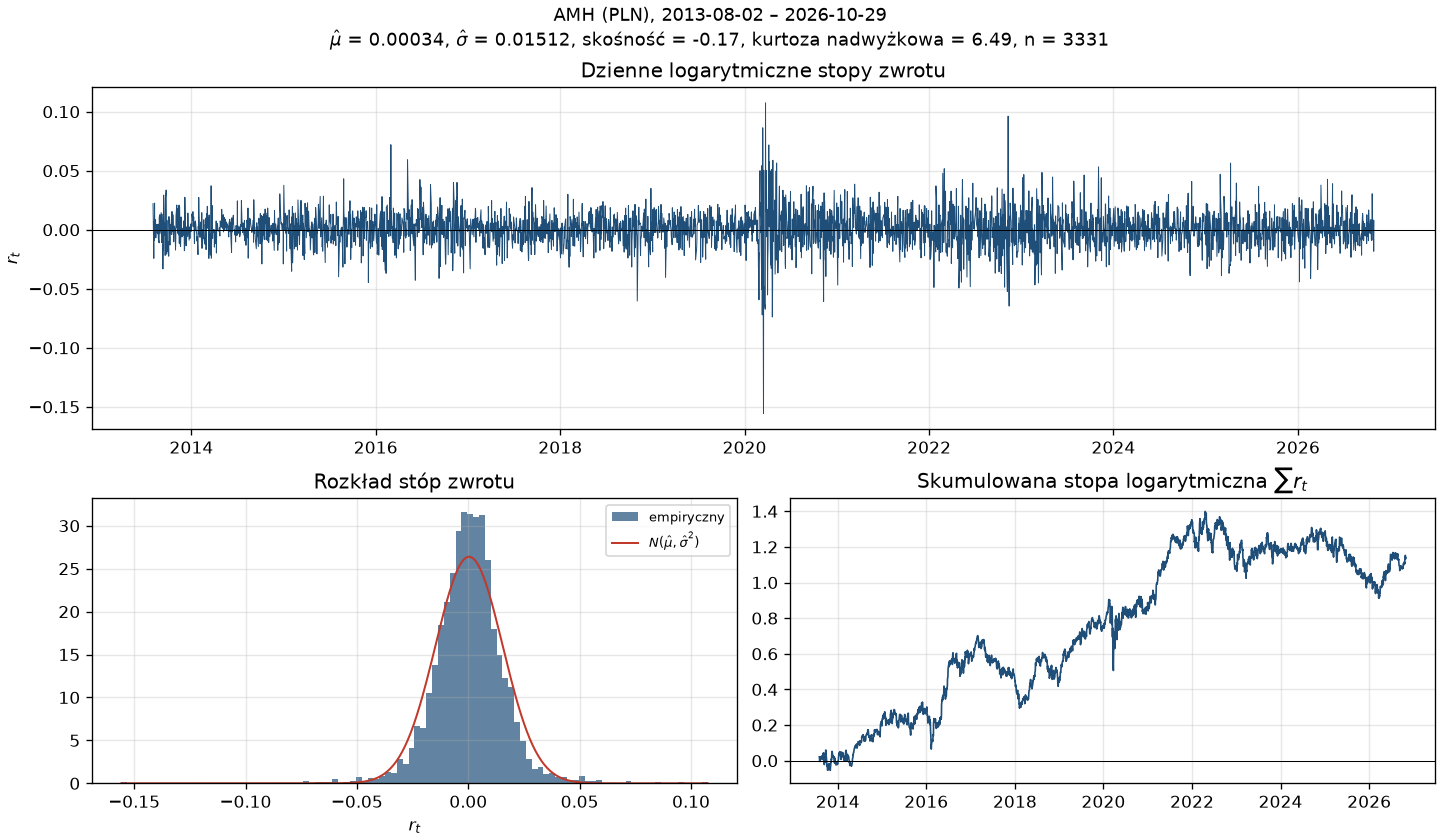 AMH (PLN), 2013-08-02 – 2026-10-29
μ̂ = 0.00034, σ̂ = 0.01512, skośność = -0.17, kurtoza nadwyżkowa = 6.49, n = 3331
Dzienne logarytmiczne stopy zwrotu
0.10
0.05
0.00
−0.05
−0.10
−0.15
r_t
2014 2016 2018 2020 2022 2024 2026
Rozkład stóp zwrotu
30
25
20
15
10
5
0
empiryczny
N(μ̂, σ̂²)
−0.15 −0.10 −0.05 0.00 0.05 0.10
r_t
Skumulowana stopa logarytmiczna ∑r_t
1.4
1.2
1.0
0.8
0.6
0.4
0.2
0.0
2014 2016 2018 2020 2022 2024 2026